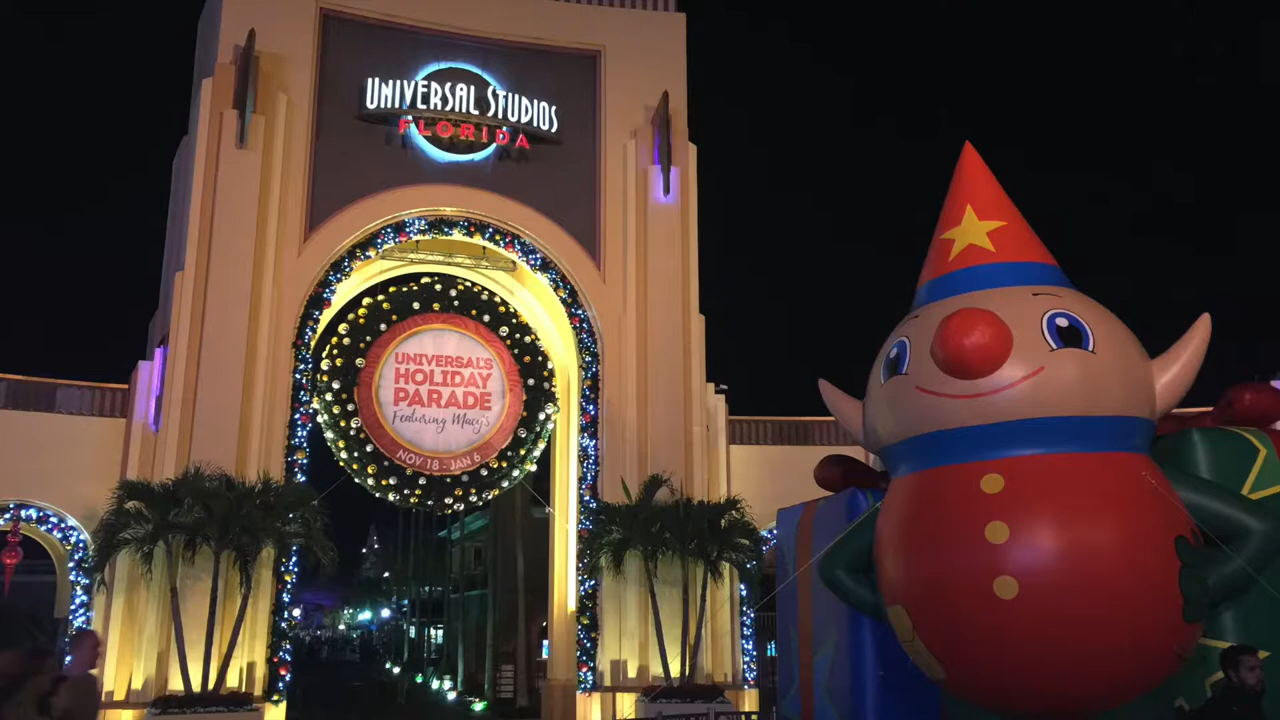 UNIVERSAL STUDIOS
FLORIDA
UNIVERSAL'S
HOLIDAY
PARADE
Featuring Macy's
NOV 18 - JAN 6